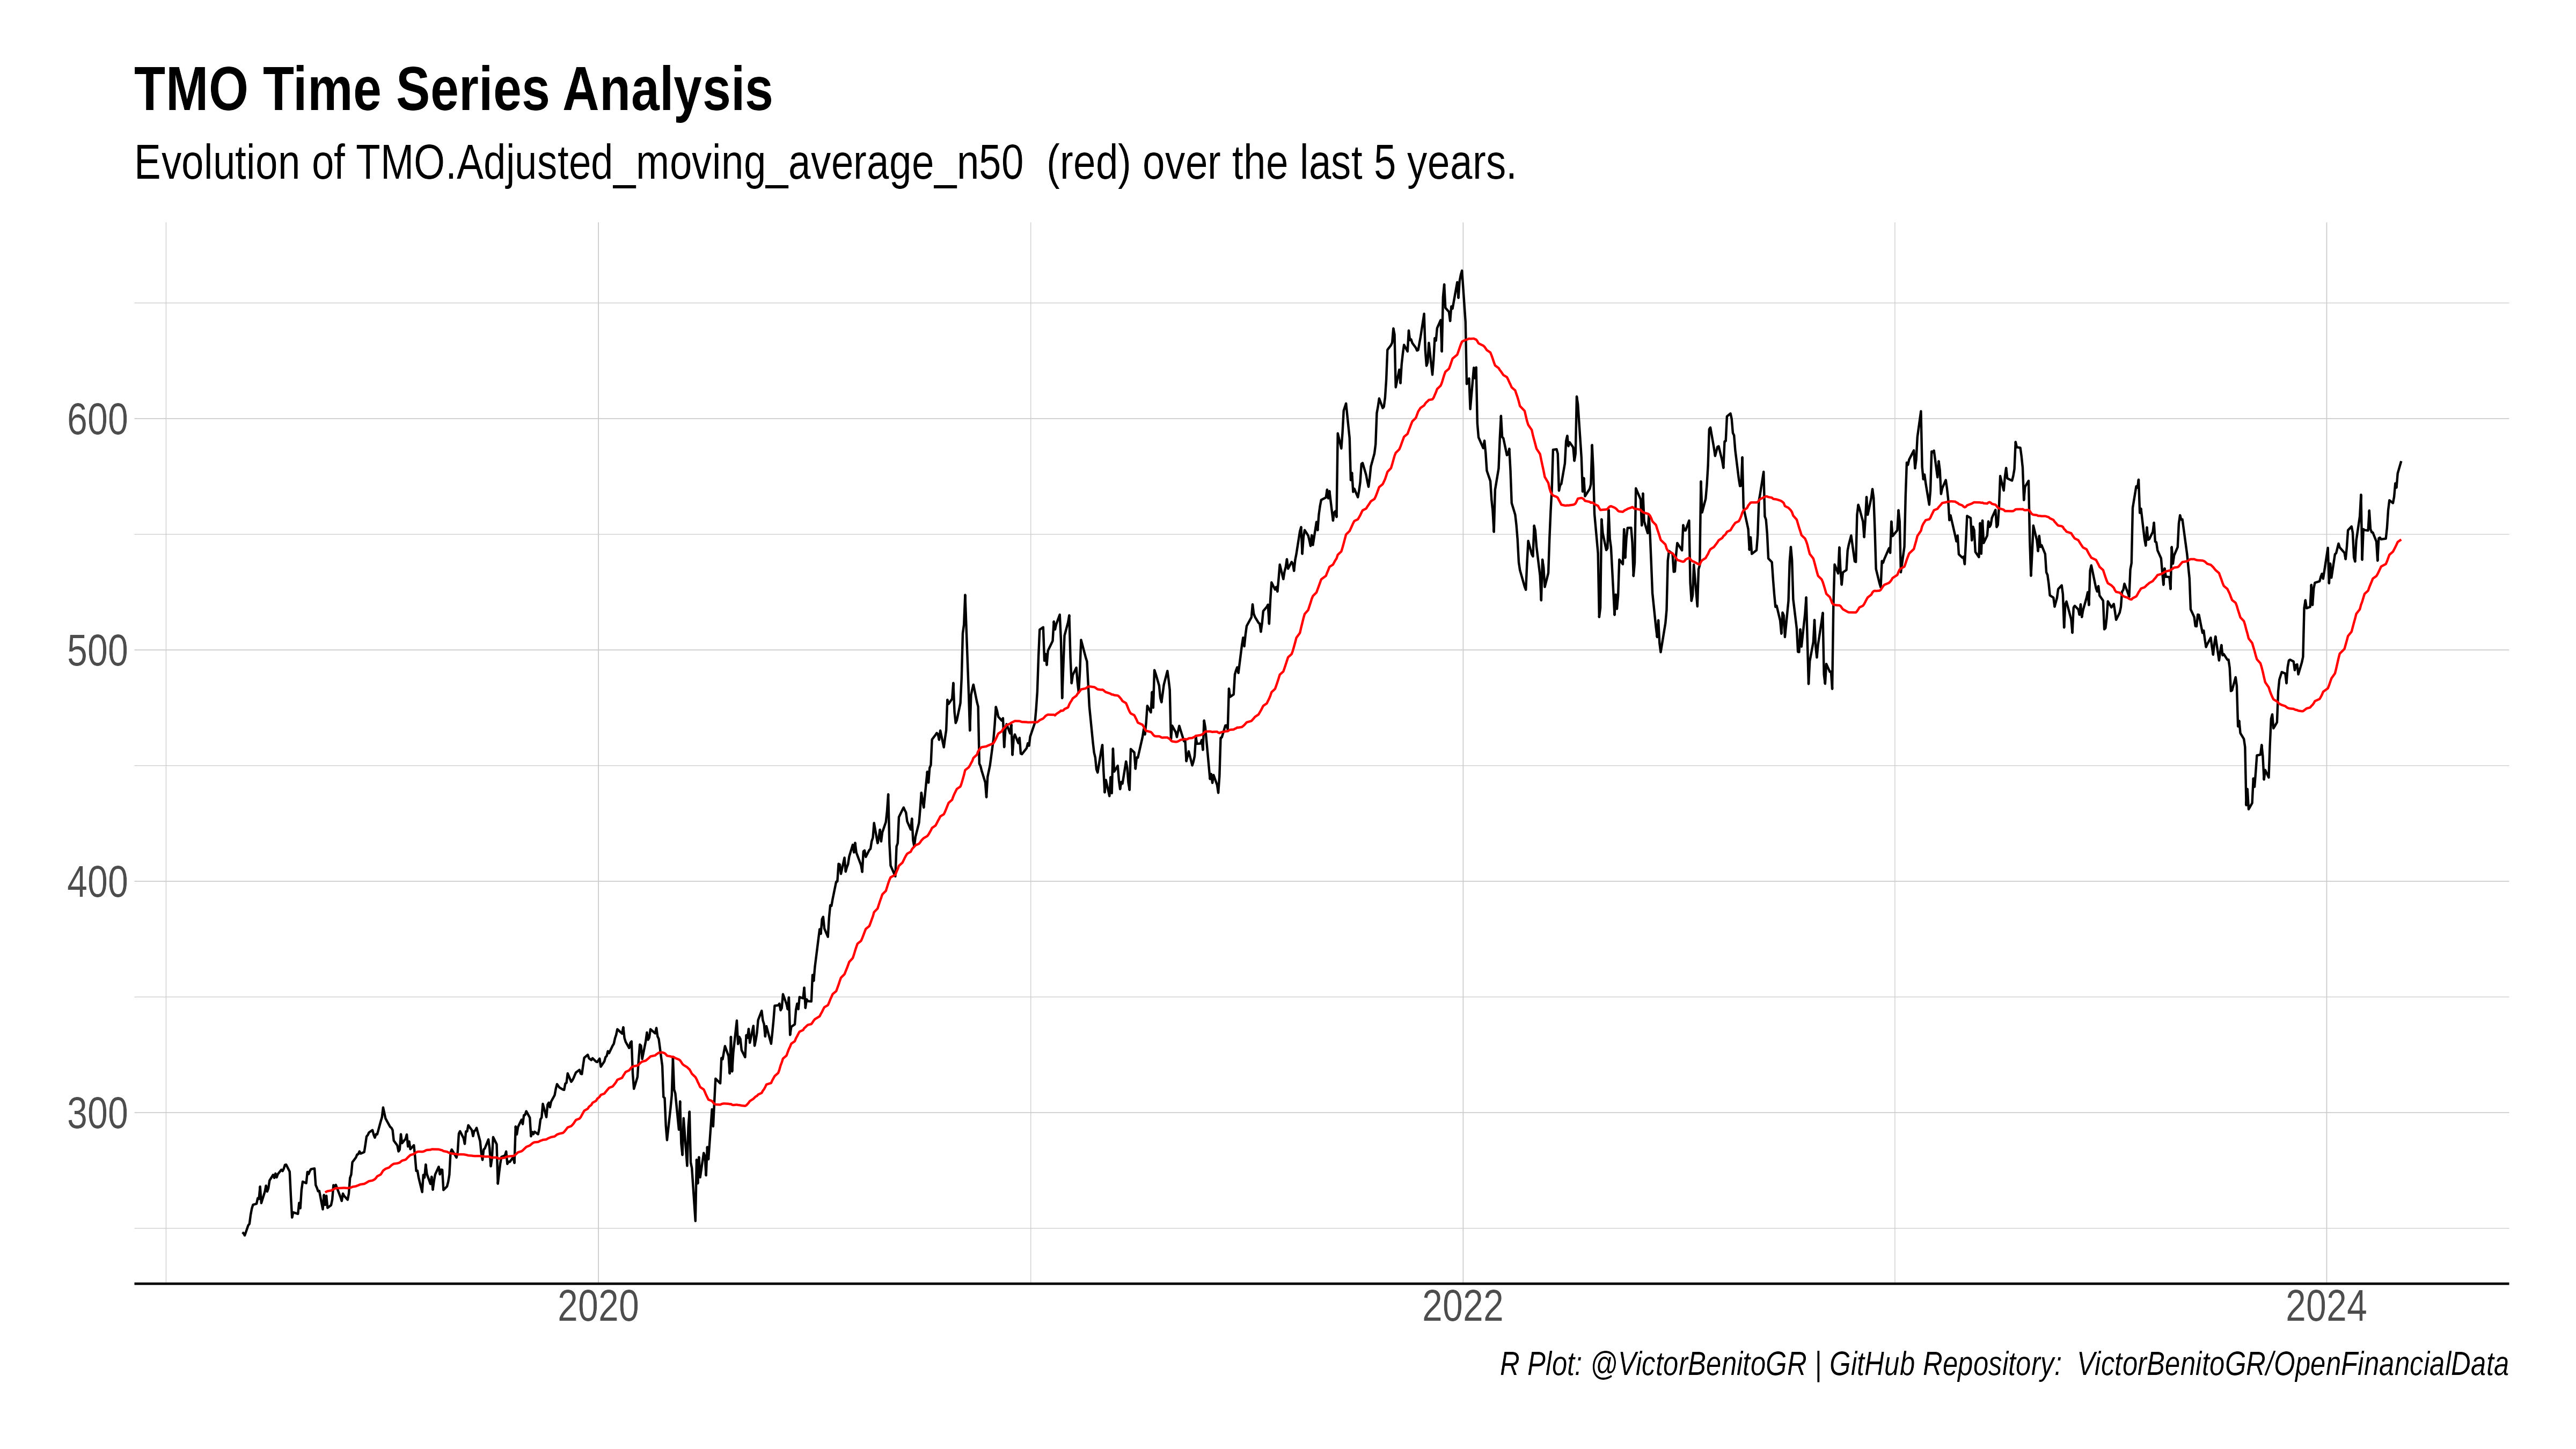 TMO Time Series Analysis
Evolution of TMO.Adjusted_moving_average_n50  (red) over the last 5 years.
600
500
400
300
2020
2022
2024
R Plot: @VictorBenitoGR | GitHub Repository:  VictorBenitoGR/OpenFinancialData